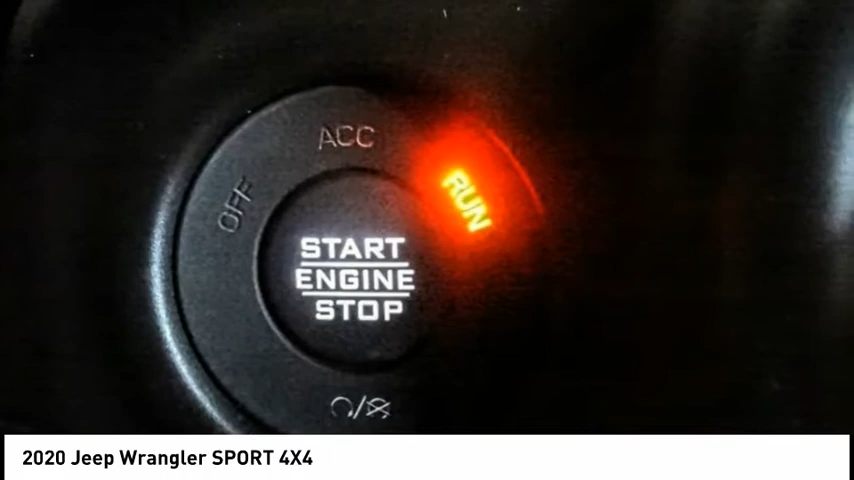 ACC
OFF
RUN
START
ENGINE
STOP
2020 Jeep Wrangler SPORT 4X4